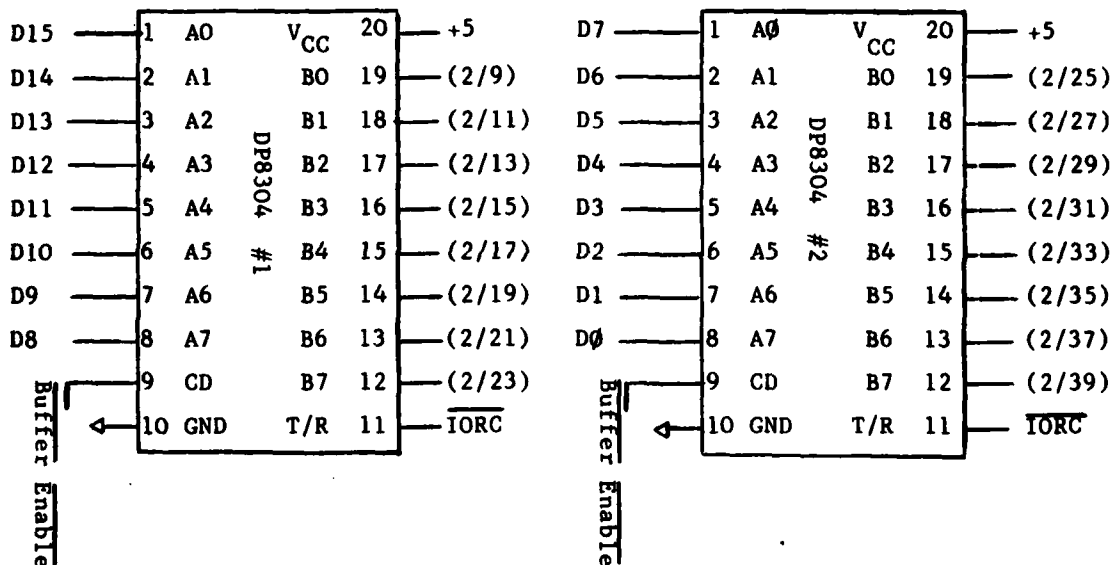 D15 1 A0 VCC 20 +5
D14 2 A1 B0 19 (2/9)
D13 3 A2 B1 18 (2/11)
D12 4 A3 B2 17 (2/13)
D11 5 A4 B3 16 (2/15)
D10 6 A5 B4 15 (2/17)
D9 7 A6 B5 14 (2/19)
D8 8 A7 B6 13 (2/21)
9 CD B7 12 (2/23)
10 GND T/R 11 IORC
DP8304 #1
Buffer Enable
D7 1 AØ VCC 20 +5
D6 2 A1 B0 19 (2/25)
D5 3 A2 B1 18 (2/27)
D4 4 A3 B2 17 (2/29)
D3 5 A4 B3 16 (2/31)
D2 6 A5 B4 15 (2/33)
D1 7 A6 B5 14 (2/35)
DØ 8 A7 B6 13 (2/37)
9 CD B7 12 (2/39)
10 GND T/R 11 IORC
DP8304 #2
Buffer Enable